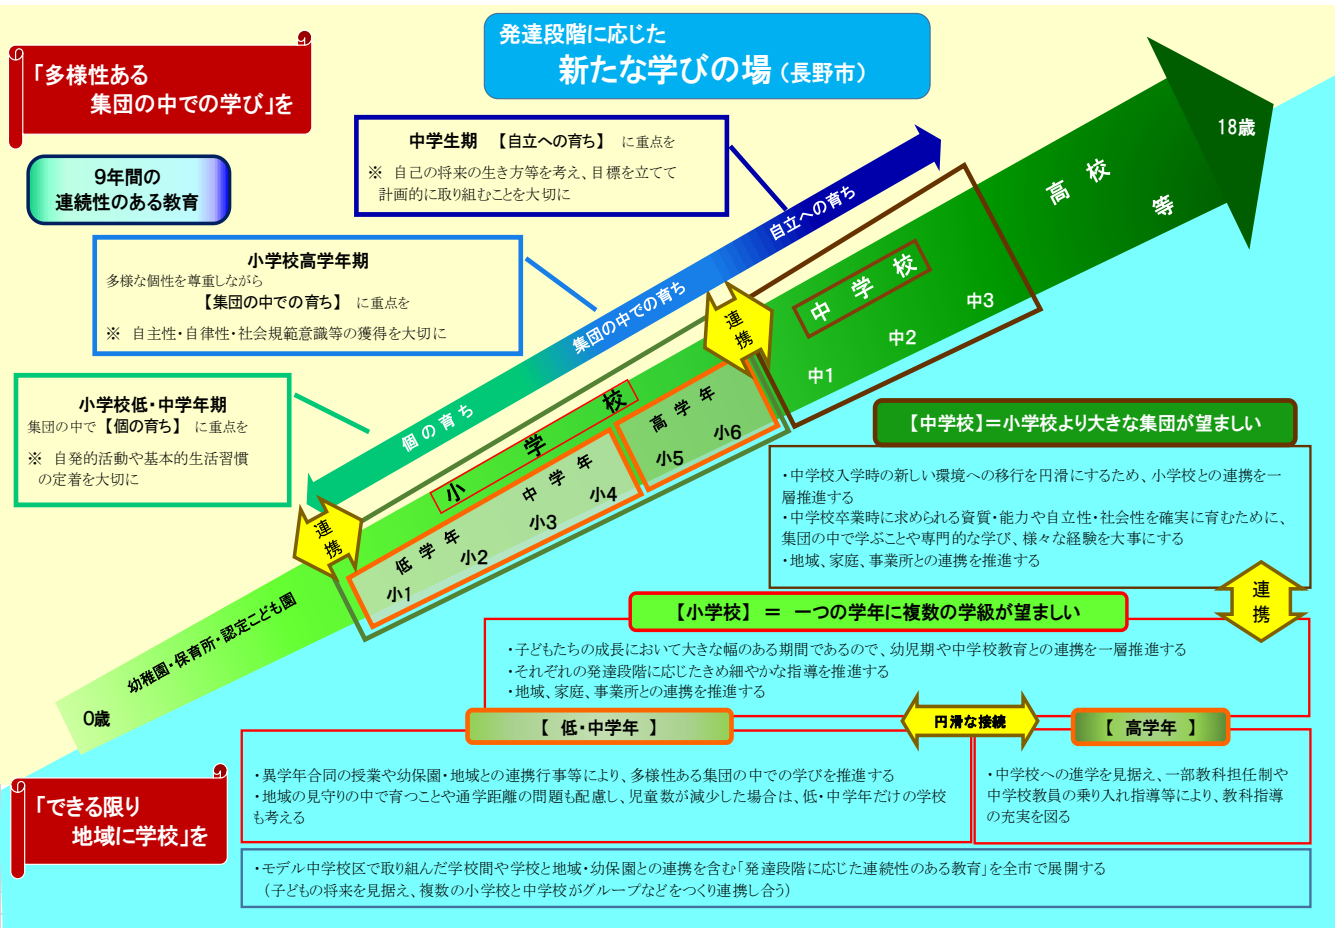 発達段階に応じた
新たな学びの場（長野市）
「多様性ある
集団の中での学び」を
9年間の
連続性のある教育
中学生期 【自立への育ち】 に重点を
※ 自己の将来の生き方等を考え、目標を立てて
計画的に取り組むことを大切に
小学校高学年期
多様な個性を尊重しながら
【集団の中での育ち】 に重点を
※ 自主性・自律性・社会規範意識等の獲得を大切に
小学校低・中学年期
集団の中で【個の育ち】 に重点を
※ 自発的活動や基本的生活習慣
の定着を大切に
個の育ち
集団の中での育ち
自立への育ち
18歳
高校
等
中学校
中3
中2
中1
連携
小学校
高学年
小6
小5
中学年
小4
小3
低学年
小2
小1
連携
幼稚園・保育所・認定こども園
0歳
【中学校】＝小学校より大きな集団が望ましい
・中学校入学時の新しい環境への移行を円滑にするため、小学校との連携を一
層推進する
・中学校卒業時に求められる資質・能力や自立性・社会性を確実に育むために、
集団の中で学ぶことや専門的な学び、様々な経験を大事にする
・地域、家庭、事業所との連携を推進する
連携
【小学校】 ＝ 一つの学年に複数の学級が望ましい
・子どもたちの成長において大きな幅のある期間であるので、幼児期や中学校教育との連携を一層推進する
・それぞれの発達段階に応じたきめ細やかな指導を推進する
・地域、家庭、事業所との連携を推進する
【 低・中学年 】
円滑な接続
【 高学年 】
・異学年合同の授業や幼保園・地域との連携行事等により、多様性ある集団の中での学びを推進する
・地域の見守りの中で育つことや通学距離の問題も配慮し、児童数が減少した場合は、低・中学年だけの学校
も考える
・中学校への進学を見据え、一部教科担任制や
中学校教員の乗り入れ指導等により、教科指導
の充実を図る
「できる限り
地域に学校」を
・モデル中学校区で取り組んだ学校間や学校と地域・幼保園との連携を含む「発達段階に応じた連続性のある教育」を全市で展開する
（子どもの将来を見据え、複数の小学校と中学校がグループなどをつくり連携し合う）